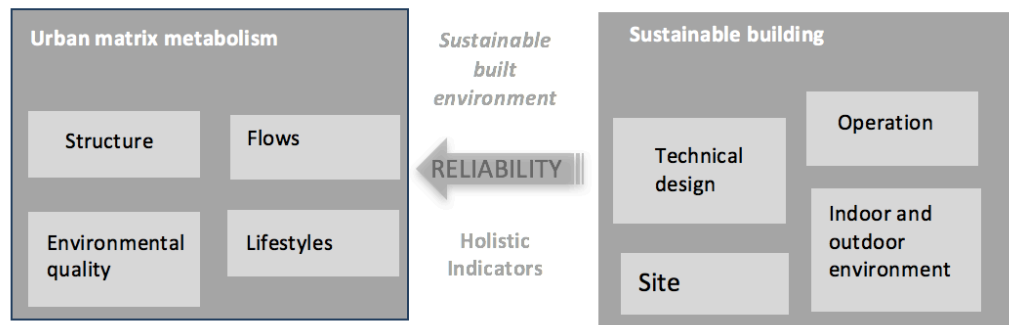 Urban matrix metabolism
Structure
Flows
Environmental
quality
Lifestyles
Sustainable
built
environment
RELIABILITY
Holistic
Indicators
Sustainable building
Technical
design
Operation
Site
Indoor and
outdoor
environment